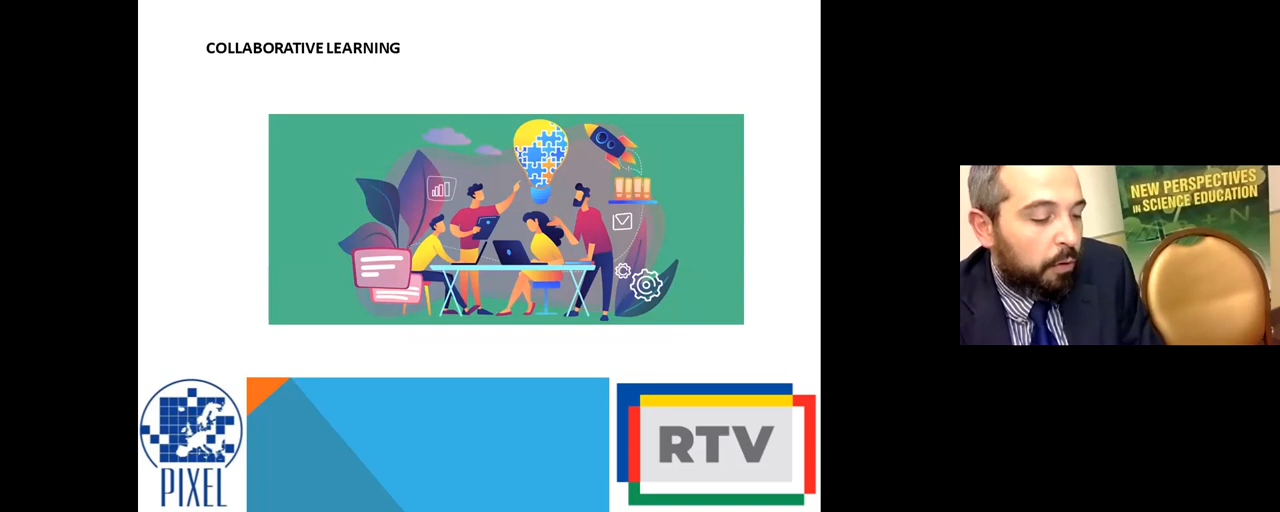 COLLABORATIVE LEARNING
PIXEL
RTV
NEW PERSPECTIVES
IN SCIENCE EDUCATION
+ N